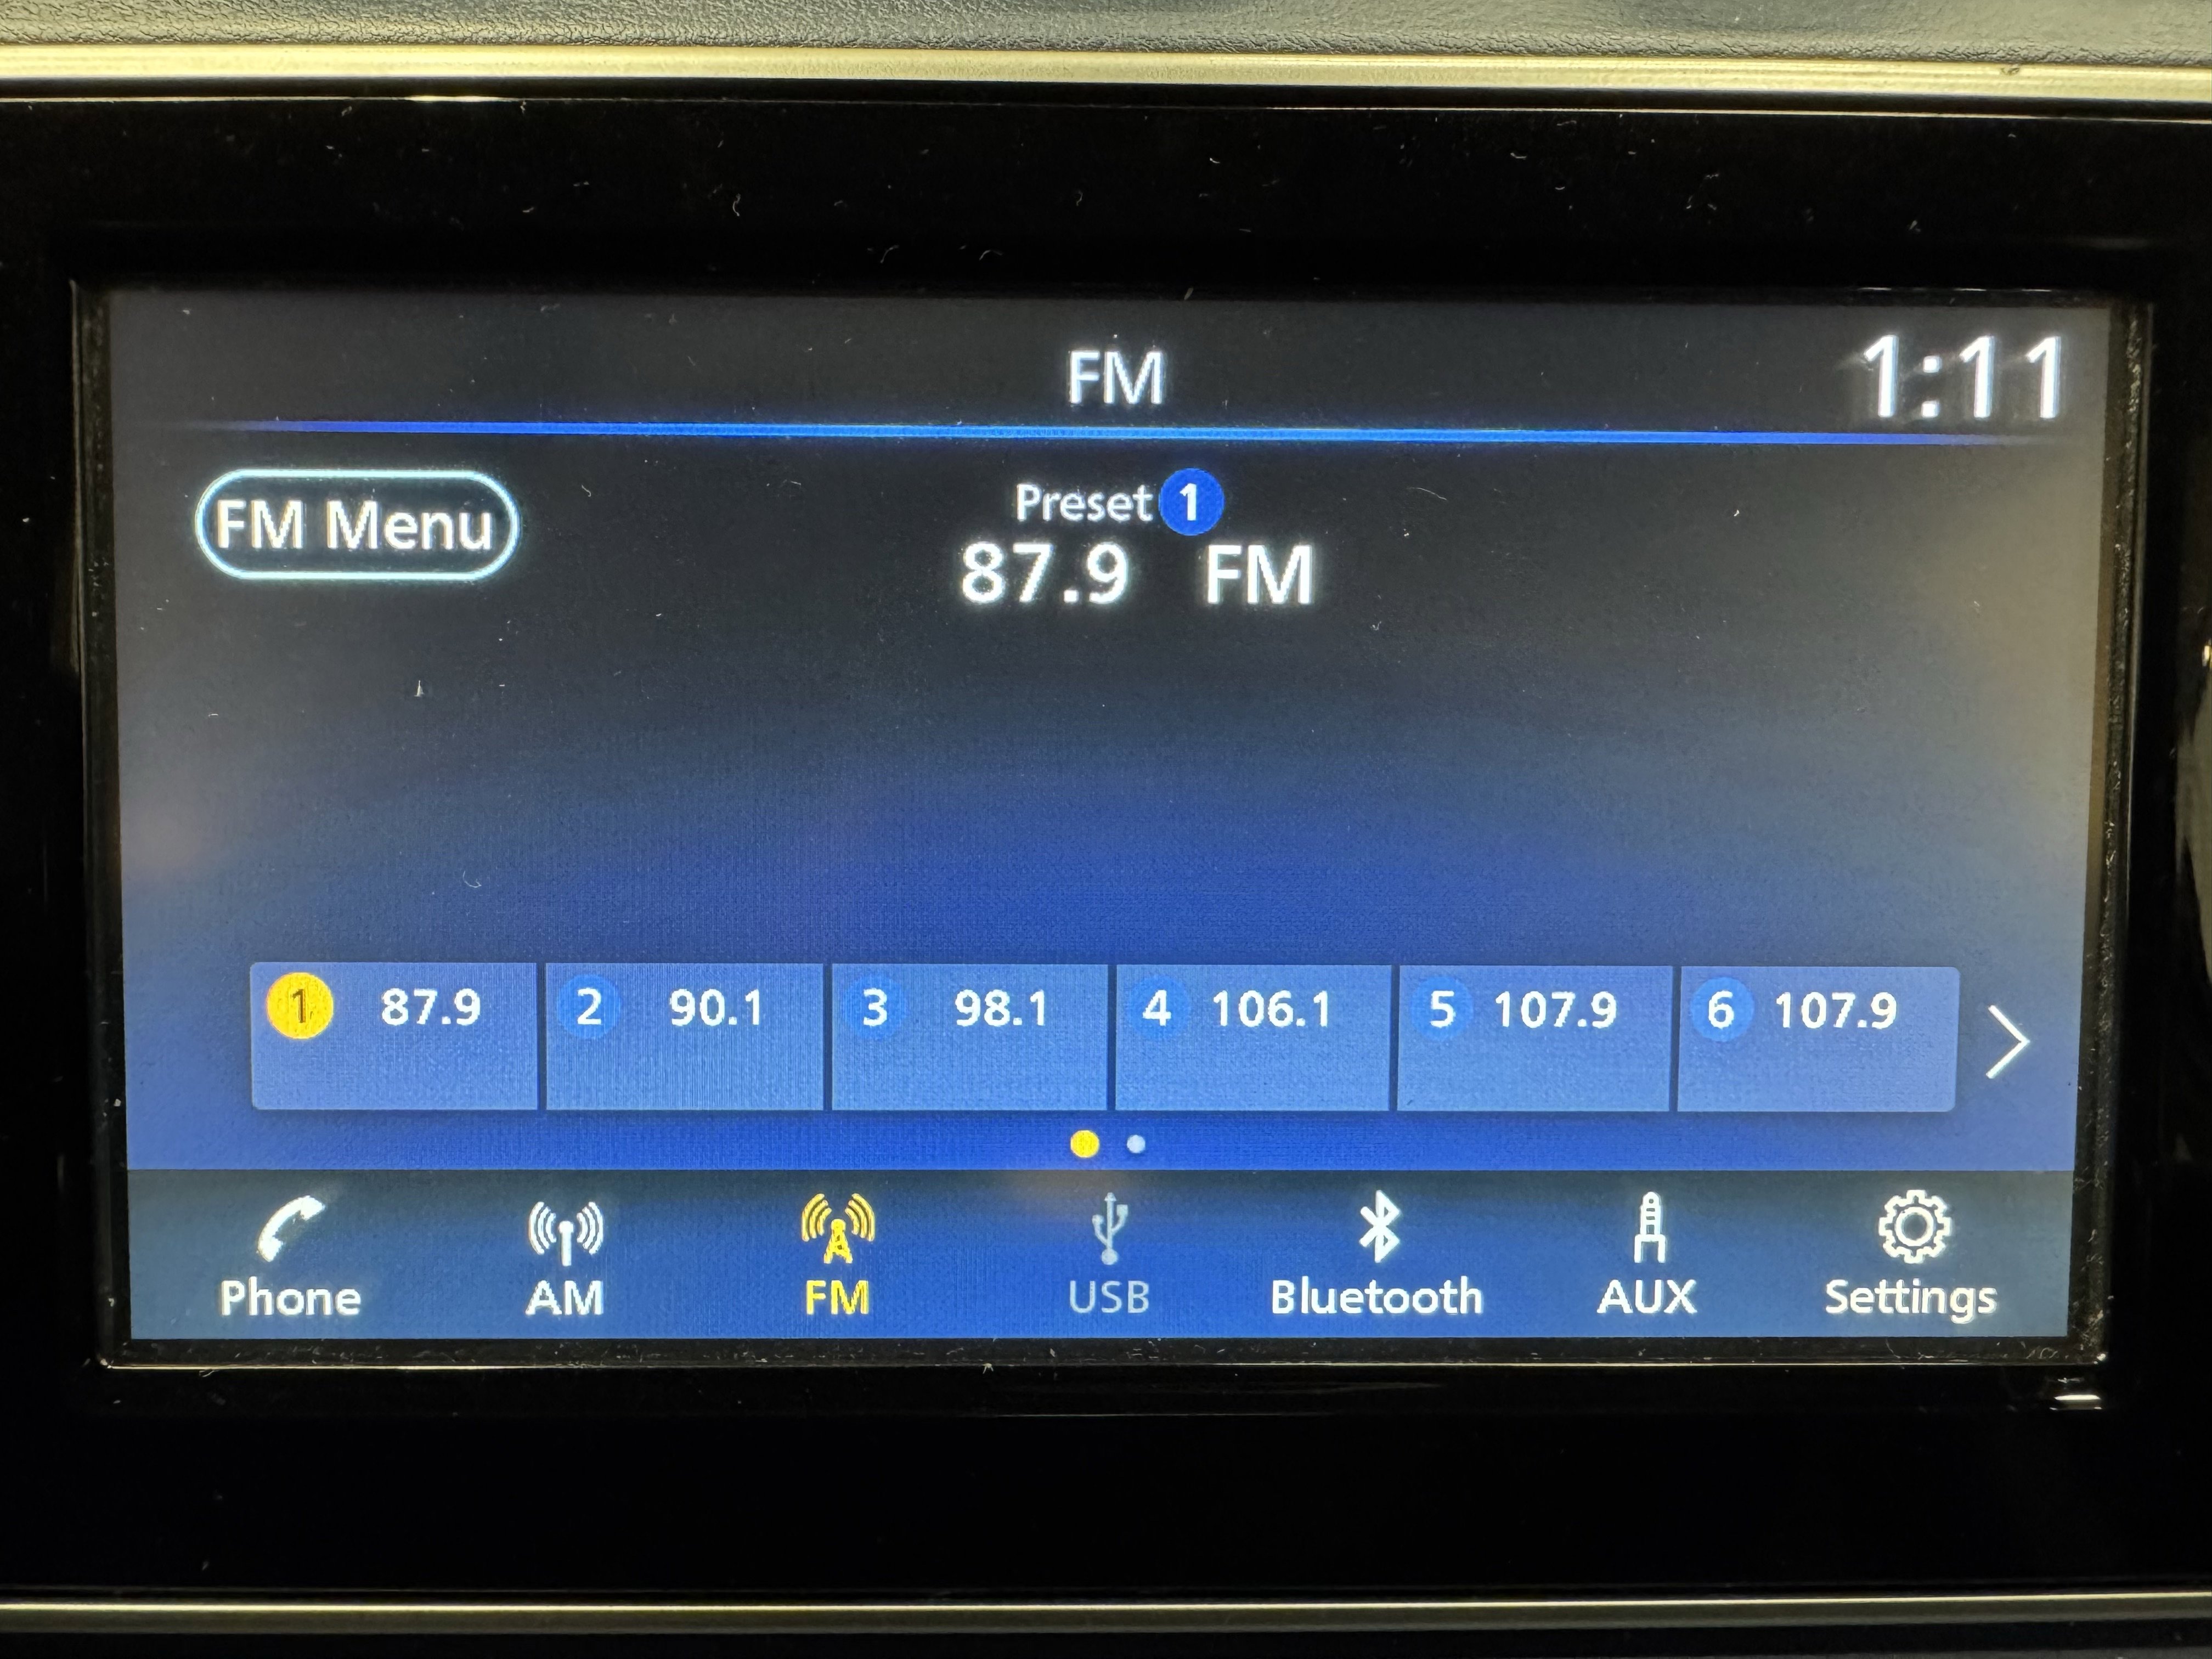 FM 1:11
FM Menu
Preset 1
87.9 FM
1 87.9 2 90.1 3 98.1 4 106.1 5 107.9 6 107.9
Phone AM FM USB Bluetooth AUX Settings